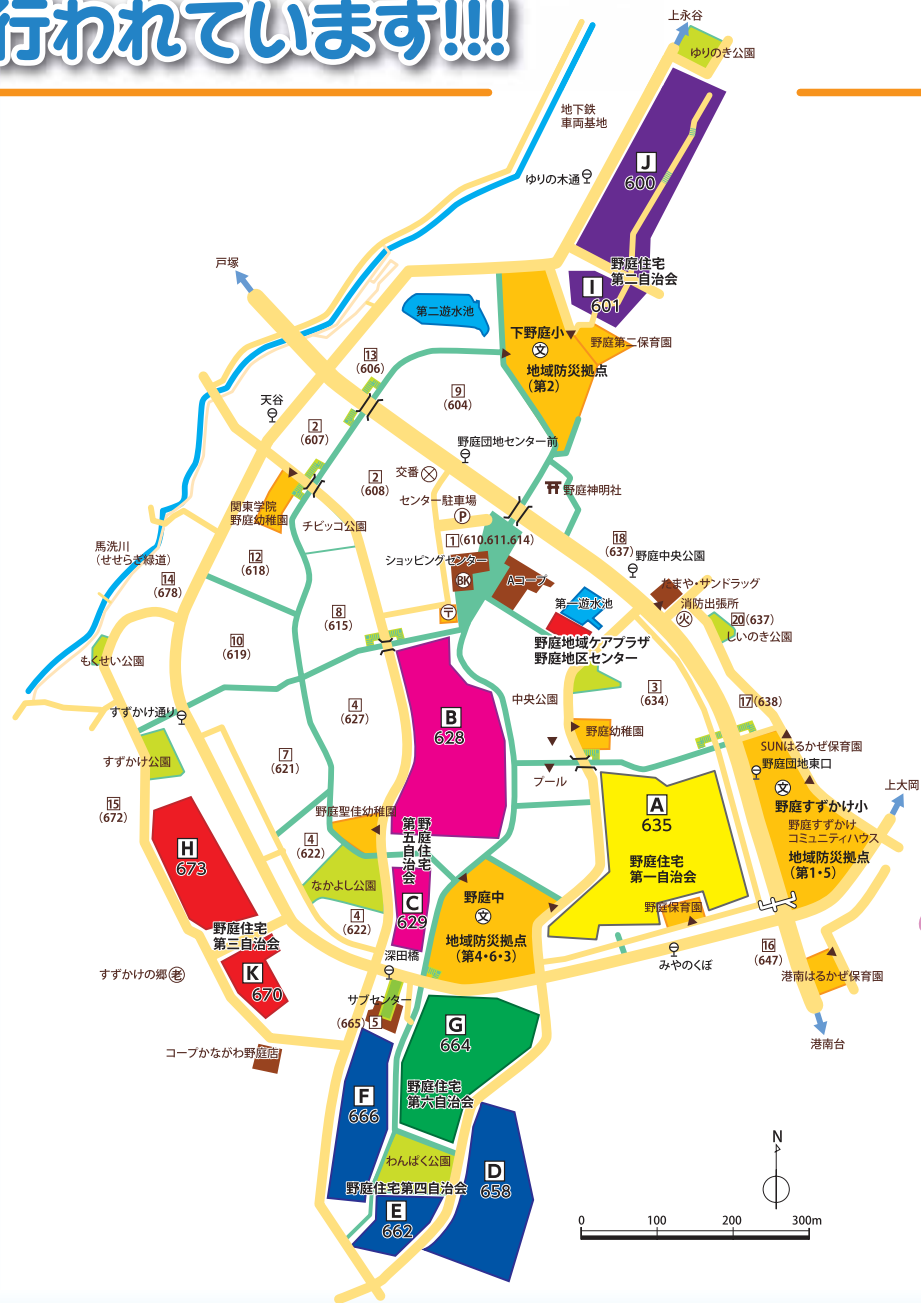 行われています!!!
上永谷
ゆりのき公園
地下鉄
車両基地
J
600
ゆりの木通
野庭住宅
第二自治会
戸塚
I
601
第二遊水池
下野庭小
文
野庭第二保育園
地域防災拠点
(第2)
13
(606)
9
(604)
天谷
2
(607)
野庭団地センター前
2
(608)
交番
センター駐車場
P
野庭神明社
関東学院
野庭幼稚園
チビッコ公園
1 (610.611.614)
18
(637)
野庭中央公園
馬洗川
(せせらぎ緑道)
12
(618)
ショッピングセンター
BK
Aコープ
たまや・サンドラッグ
14
(678)
第一遊水池
消防出張所
火
8
(615)
〒
20 (637)
しいのき公園
10
(619)
野庭地域ケアプラザ
野庭地区センター
もくせい公園
3
(634)
中央公園
すずかけ通り
4
(627)
B
628
17 (638)
野庭幼稚園
SUNはるかぜ保育園
野庭団地東口
すずかけ公園
7
(621)
プール
文
上大岡
15
(672)
A
635
野庭すずかけ小
野庭聖佳幼稚園
野庭すずかけ
コミュニティハウス
地域防災拠点
(第1・5)
H
673
4
(622)
野庭住宅
第五自治会
野庭住宅
第一自治会
なかよし公園
C
629
野庭中
文
野庭保育園
4
(622)
野庭住宅
第三自治会
地域防災拠点
(第4・6・3)
深田橋
みやのくぼ
16
(647)
すずかけの郷 老
K
670
港南はるかぜ保育園
サブセンター
(665) 5
G
664
コープかながわ野庭店
港南台
F
666
野庭住宅
第六自治会
わんぱく公園
D
658
野庭住宅第四自治会
E
662
N
0 100 200 300m